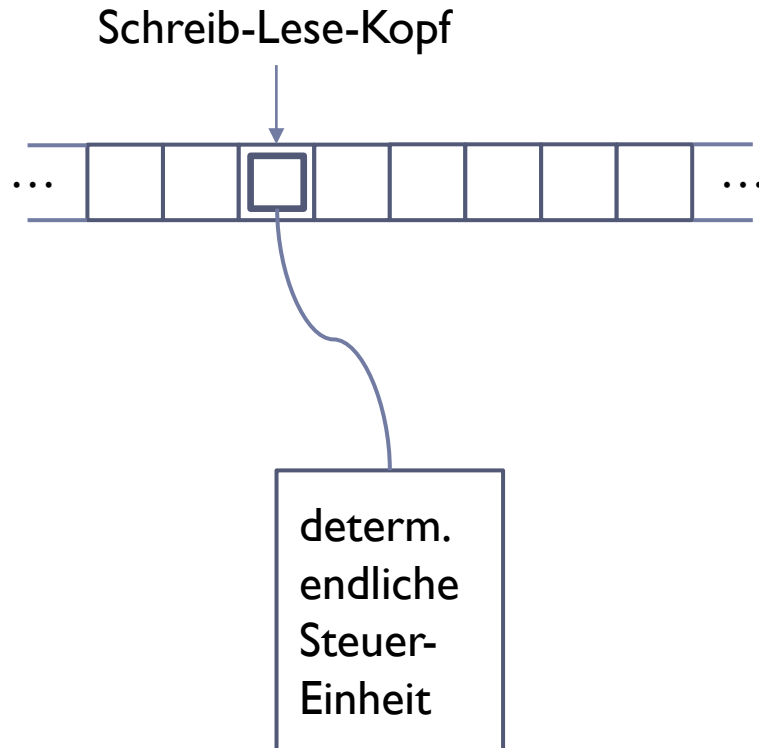 Schreib-Lese-Kopf
... ...
determ.
endliche
Steuer-
Einheit